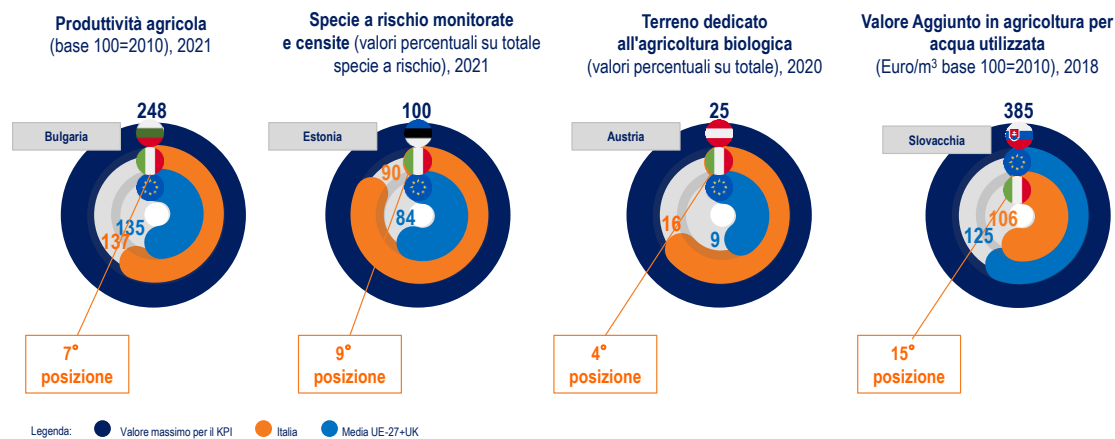 Produttività agricola
(base 100=2010), 2021
248
Bulgaria
135
137
7°
posizione
Specie a rischio monitorate
e censite (valori percentuali su totale
specie a rischio), 2021
100
Estonia
90
84
9°
posizione
Terreno dedicato
all'agricoltura biologica
(valori percentuali su totale), 2020
25
Austria
16
9
4°
posizione
Valore Aggiunto in agricoltura per
acqua utilizzata
(Euro/m³ base 100=2010), 2018
385
Slovacchia
106
125
15°
posizione
Legenda: Valore massimo per il KPI Italia Media UE-27+UK